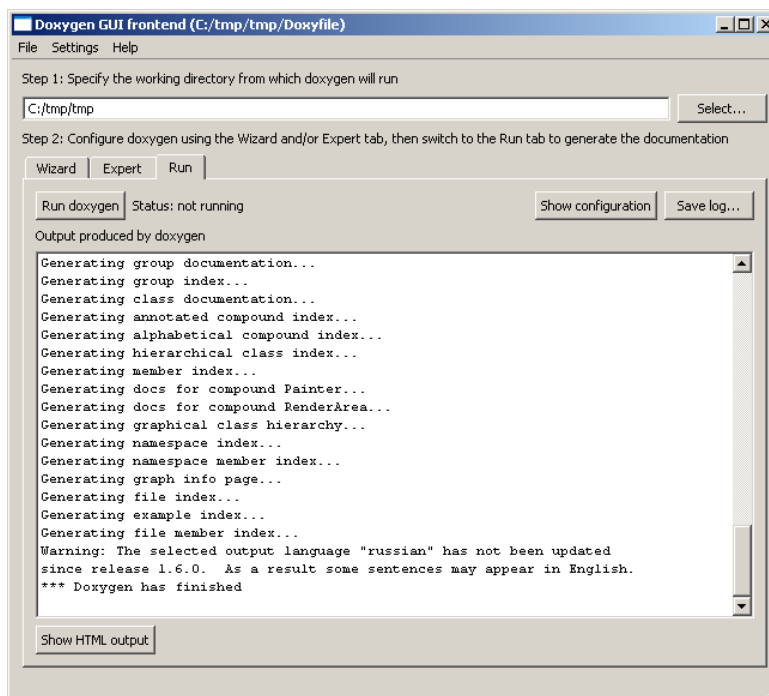 Doxygen GUI frontend (C:/tmp/tmp/Doxyfile)
File Settings Help
Step 1: Specify the working directory from which doxygen will run
C:/tmp/tmp
Select...
Step 2: Configure doxygen using the Wizard and/or Expert tab, then switch to the Run tab to generate the documentation
Wizard Expert Run
Run doxygen Status: not running Show configuration Save log...
Output produced by doxygen
Generating group documentation...
Generating group index...
Generating class documentation...
Generating annotated compound index...
Generating alphabetical compound index...
Generating hierarchical class index...
Generating member index...
Generating docs for compound Painter...
Generating docs for compound RenderArea...
Generating graphical class hierarchy...
Generating namespace index...
Generating namespace member index...
Generating graph info page...
Generating file index...
Generating example index...
Generating file member index...
Warning: The selected output language "russian" has not been updated
since release 1.6.0. As a result some sentences may appear in English.
*** Doxygen has finished
Show HTML output